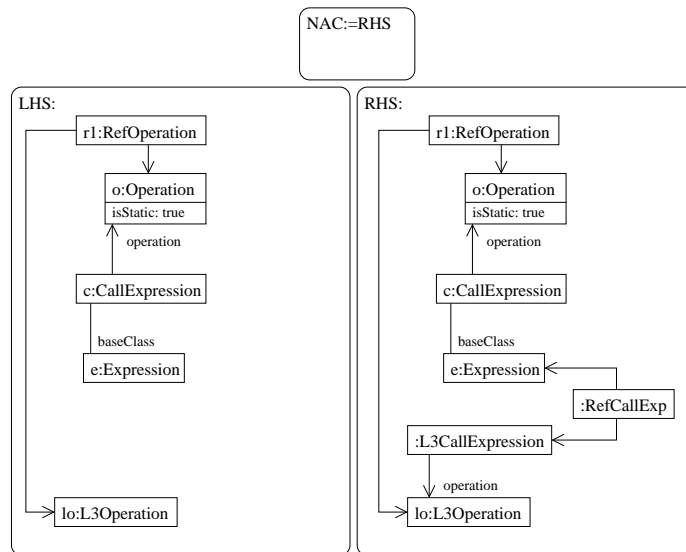 NAC:=RHS
LHS:
r1:RefOperation
o:Operation
isStatic: true
operation
c:CallExpression
baseClass
e:Expression
lo:L3Operation
RHS:
r1:RefOperation
o:Operation
isStatic: true
operation
c:CallExpression
baseClass
e:Expression
:RefCallExp
:L3CallExpression
operation
lo:L3Operation